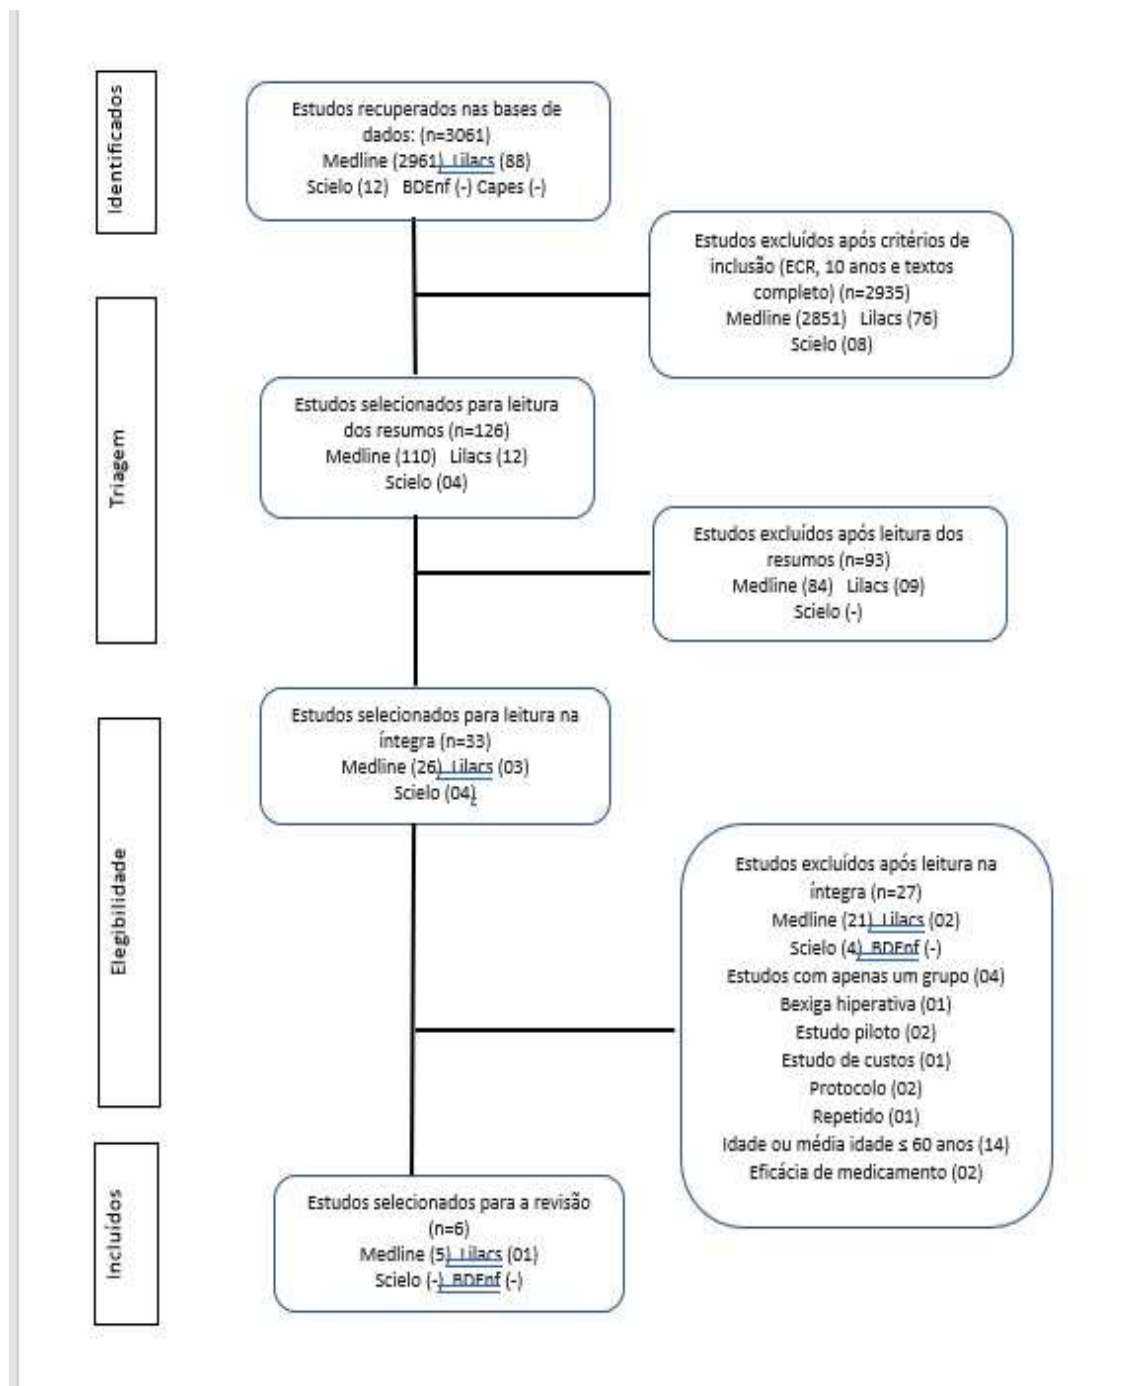 Identificados
Estudos recuperados nas bases de
dados: (n=3061)
Medline (2961) Lilacs (88)
Scielo (12) BDEnf (-) Capes (-)
Estudos excluídos após critérios de
inclusão (ECR, 10 anos e textos
completo) (n=2935)
Medline (2851) Lilacs (76)
Scielo (08)
Triagem
Estudos selecionados para leitura
dos resumos (n=126)
Medline (110) Lilacs (12)
Scielo (04)
Estudos excluídos após leitura dos
resumos (n=93)
Medline (84) Lilacs (09)
Scielo (-)
Elegibilidade
Estudos selecionados para leitura na
íntegra (n=33)
Medline (26) Lilacs (03)
Scielo (04)
Estudos excluídos após leitura na
íntegra (n=27)
Medline (21) Lilacs (02)
Scielo (4) BDEnf (-)
Estudos com apenas um grupo (04)
Bexiga hiperativa (01)
Estudo piloto (02)
Estudo de custos (01)
Protocolo (02)
Repetido (01)
Idade ou média idade ≤ 60 anos (14)
Eficácia de medicamento (02)
Incluídos
Estudos selecionados para a revisão
(n=6)
Medline (5) Lilacs (01)
Scielo (-) BDEnf (-)